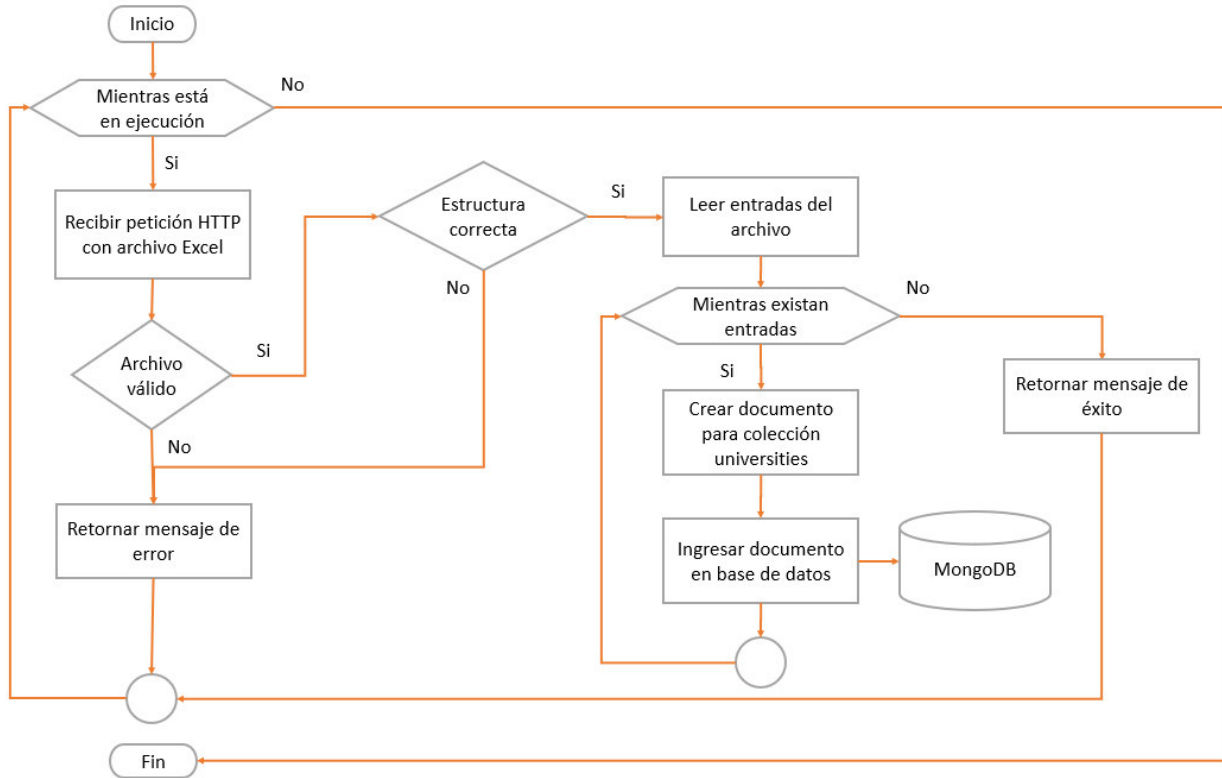 Inicio
Mientras está
en ejecución
No
Si
Recibir petición HTTP
con archivo Excel
Archivo
válido
Si
No
Retornar mensaje de
error
Estructura
correcta
Si
No
Leer entradas del
archivo
Mientras existan
entradas
No
Si
Crear documento
para colección
universities
Ingresar documento
en base de datos
MongoDB
Retornar mensaje de
éxito
Fin